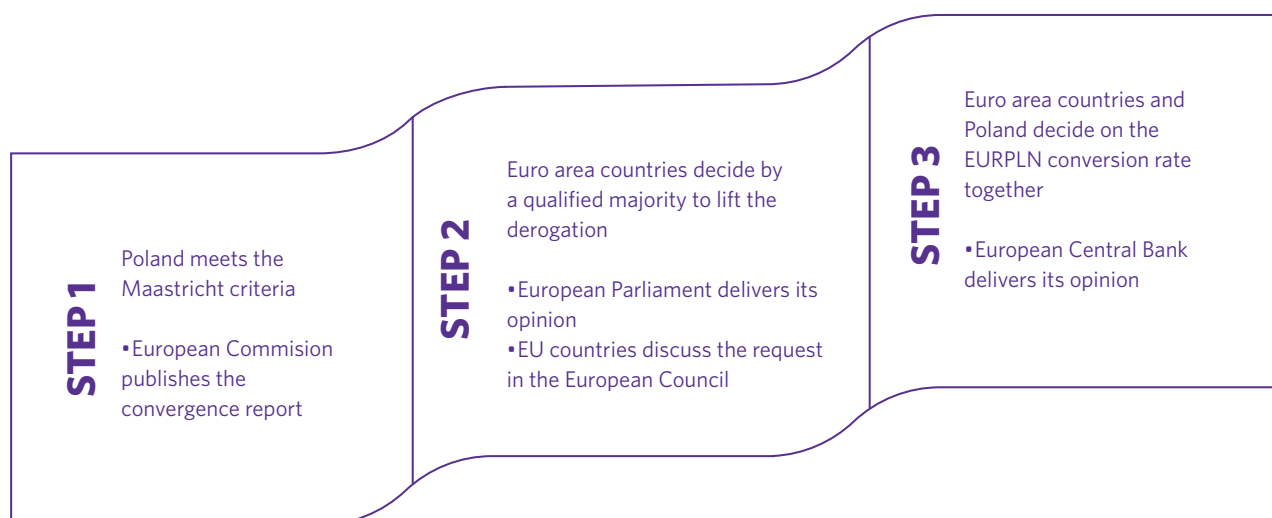 STEP 1
Poland meets the
Maastricht criteria
•European Commision
publishes the
convergence report
STEP 2
Euro area countries decide by
a qualified majority to lift the
derogation
•European Parliament delivers its
opinion
•EU countries discuss the request
in the European Council
STEP 3
Euro area countries and
Poland decide on the
EURPLN conversion rate
together
•European Central Bank
delivers its opinion